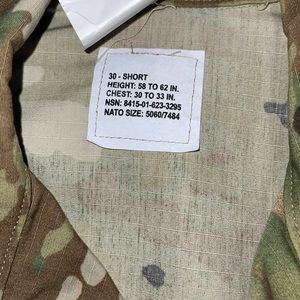 30 - SHORT
HEIGHT: 58 TO 62 IN.
CHEST: 30 TO 33 IN.
NSN: 8415-01-623-3295
NATO SIZE: 5060/7484